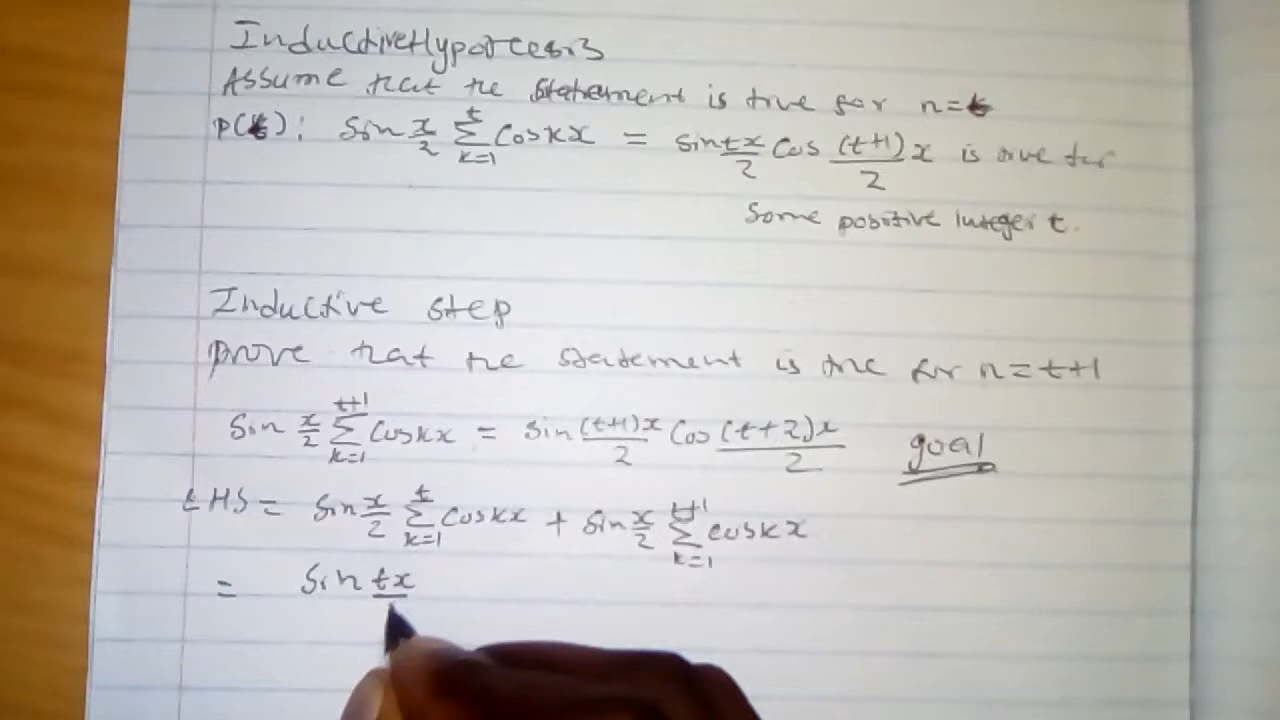 Inductive Hypothesis
Assume that the statement is true for n=t
P(t): Sin x/2 ∑_{k=1}^{t} Cos kx = sin tx/2 Cos (t+1)x/2 is true for
Some positive integer t.
Inductive step
prove that the statement is true for n=t+1
Sin x/2 ∑_{k=1}^{t+1} Cos kx = sin (t+1)x/2 Cos (t+2)x/2 goal
LHS = Sin x/2 ∑_{k=1}^{t} Cos kx + Sin x/2 ∑_{k=1}^{t+1} cos kx
= Sin tx